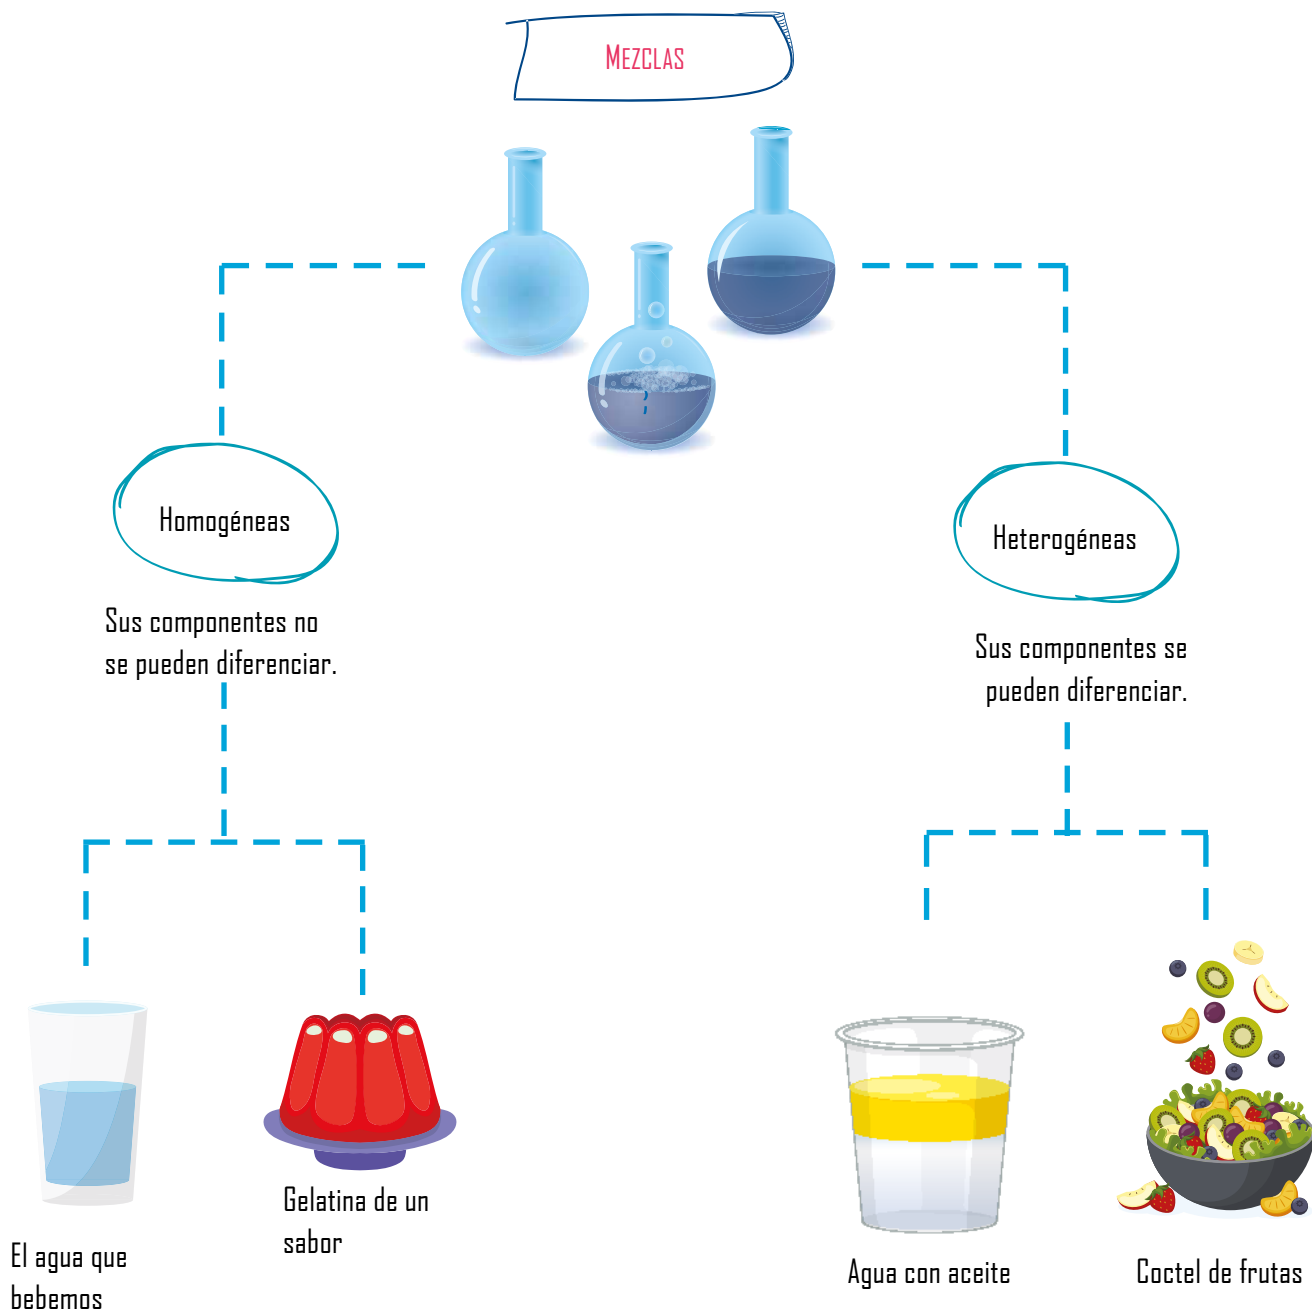 MEZCLAS
Homogéneas
Sus componentes no
se pueden diferenciar.
Heterogéneas
Sus componentes se
pueden diferenciar.
El agua que
bebemos
Gelatina de un
sabor
Agua con aceite
Coctel de frutas